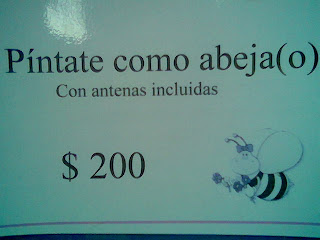 Píntate como abeja(o)
Con antenas incluidas
$ 200